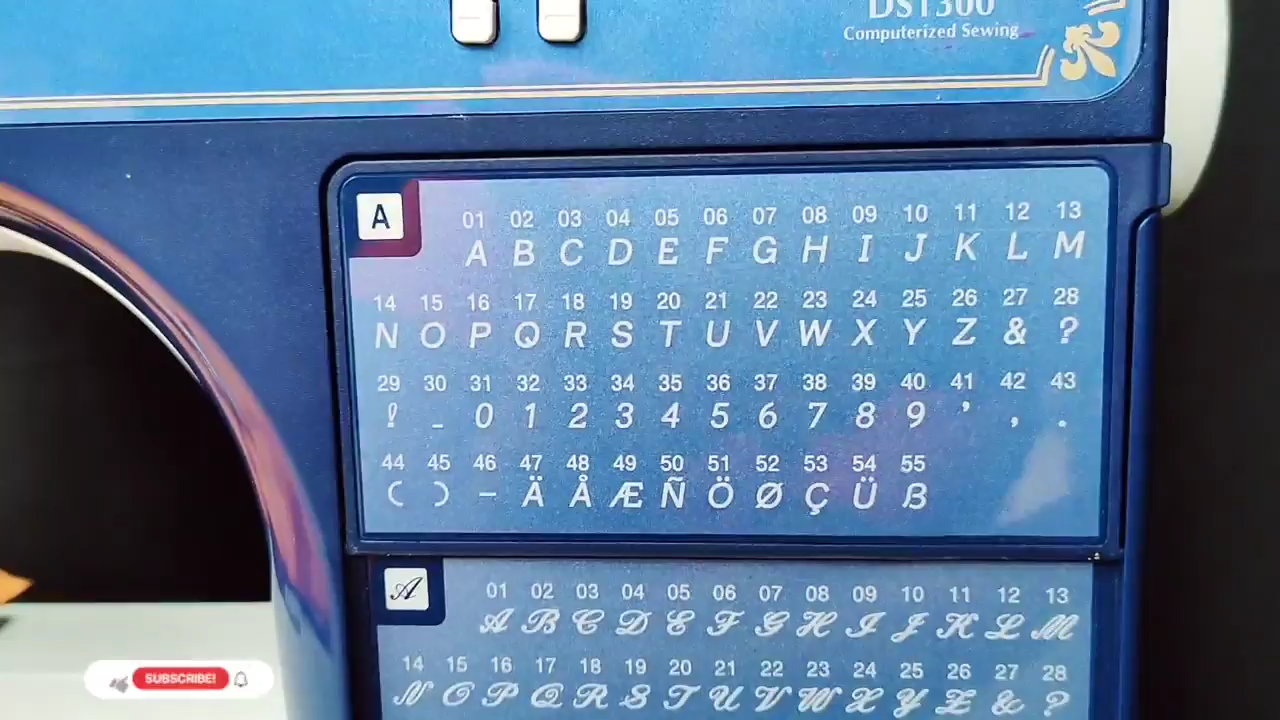 DS1300
Computerized Sewing
A
01 02 03 04 05 06 07 08 09 10 11 12 13
A B C D E F G H I J K L M
14 15 16 17 18 19 20 21 22 23 24 25 26 27 28
N O P Q R S T U V W X Y Z & ?
29 30 31 32 33 34 35 36 37 38 39 40 41 42 43
! _ 0 1 2 3 4 5 6 7 8 9 ' , .
44 45 46 47 48 49 50 51 52 53 54 55
( ) - Ä Å Æ Ñ Ö Ø Ç Ü ß
A
01 02 03 04 05 06 07 08 09 10 11 12 13
A B C D E F G H I J K L M
14 15 16 17 18 19 20 21 22 23 24 25 26 27 28
N O P Q R S T U V W X Y Z & ?
SUBSCRIBE!